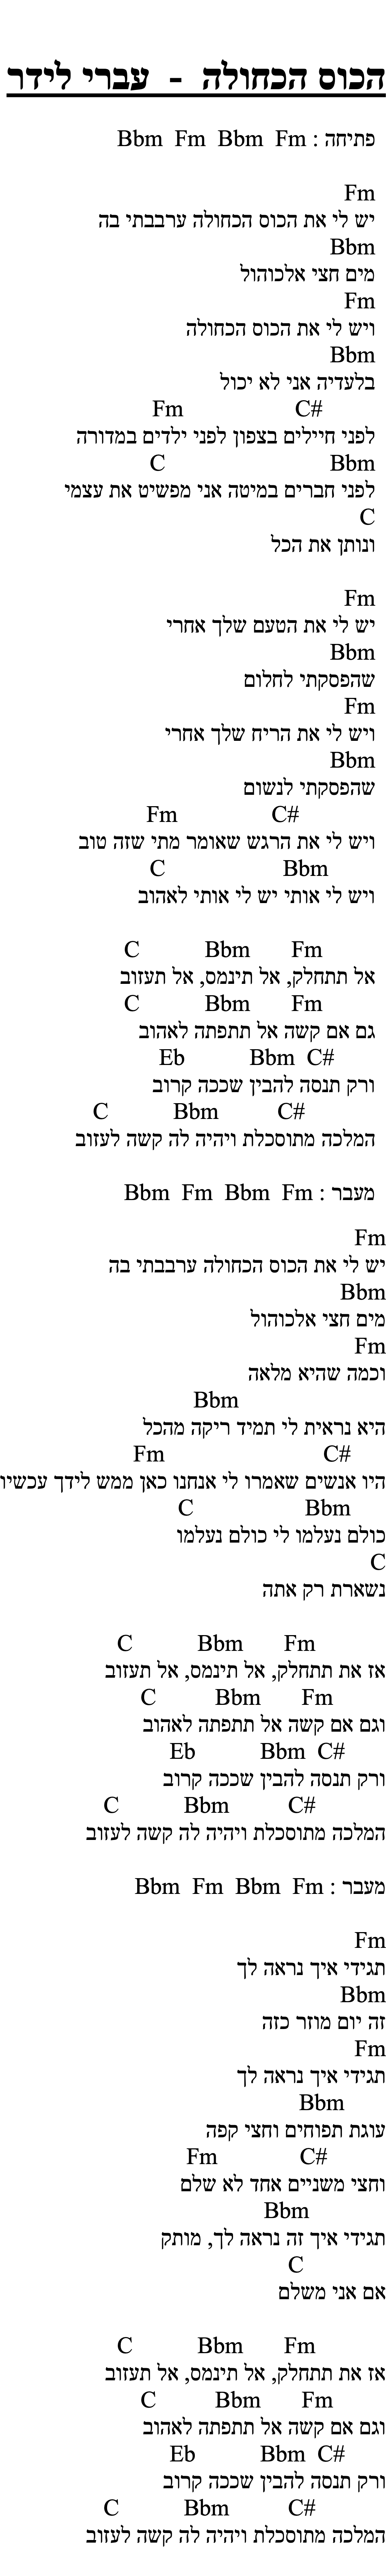 הכוס הכחולה - עברי לידר
פתיחה : Bbm Fm Bbm Fm
Fm
יש לי את הכוס הכחולה ערבבתי בה
Bbm
מים חצי אלכוהול
Fm
ויש לי את הכוס הכחולה
Bbm
בלעדיה אני לא יכול
Fm C#
לפני חיילים בצפון לפני ילדים במדורה
C Bbm
לפני חברים במיטה אני מפשיט את עצמי
C
ונותן את הכל
Fm
יש לי את הטעם שלך אחרי
Bbm
שהפסקתי לחלום
Fm
ויש לי את הריח שלך אחרי
Bbm
שהפסקתי לנשום
Fm C#
ויש לי את הרגש שאומר מתי שזה טוב
C Bbm
ויש לי אותי יש לי אותי לאהוב
C Bbm Fm
אל תתחלק, אל תינמס, אל תעזוב
C Bbm Fm
גם אם קשה אל תתפתה לאהוב
Eb Bbm C#
ורק תנסה להבין שככה קרוב
C Bbm C#
המלכה מתוסכלת ויהיה לה קשה לעזוב
מעבר : Bbm Fm Bbm Fm
Fm
יש לי את הכוס הכחולה ערבבתי בה
Bbm
מים חצי אלכוהול
Fm
וכמה שהיא מלאה
Bbm
היא נראית לי תמיד ריקה מהכל
Fm C#
היו אנשים שאמרו לי אנחנו כאן ממש לידך עכשיו
C Bbm
כולם נעלמו לי כולם נעלמו
C
נשארת רק אתה
C Bbm Fm
אז את תתחלק, אל תינמס, אל תעזוב
C Bbm Fm
וגם אם קשה אל תתפתה לאהוב
Eb Bbm C#
ורק תנסה להבין שככה קרוב
C Bbm C#
המלכה מתוסכלת ויהיה לה קשה לעזוב
מעבר : Bbm Fm Bbm Fm
Fm
תגידי איך נראה לך
Bbm
זה יום מוזר כזה
Fm
תגידי איך נראה לך
Bbm
עוגת תפוחים וחצי קפה
Fm C#
וחצי משניים אחד לא שלם
Bbm
תגידי איך זה נראה לך, מותק
C
אם אני משלם
C Bbm Fm
אז את תתחלק, אל תינמס, אל תעזוב
C Bbm Fm
וגם אם קשה אל תתפתה לאהוב
Eb Bbm C#
ורק תנסה להבין שככה קרוב
C Bbm C#
המלכה מתוסכלת ויהיה לה קשה לעזוב